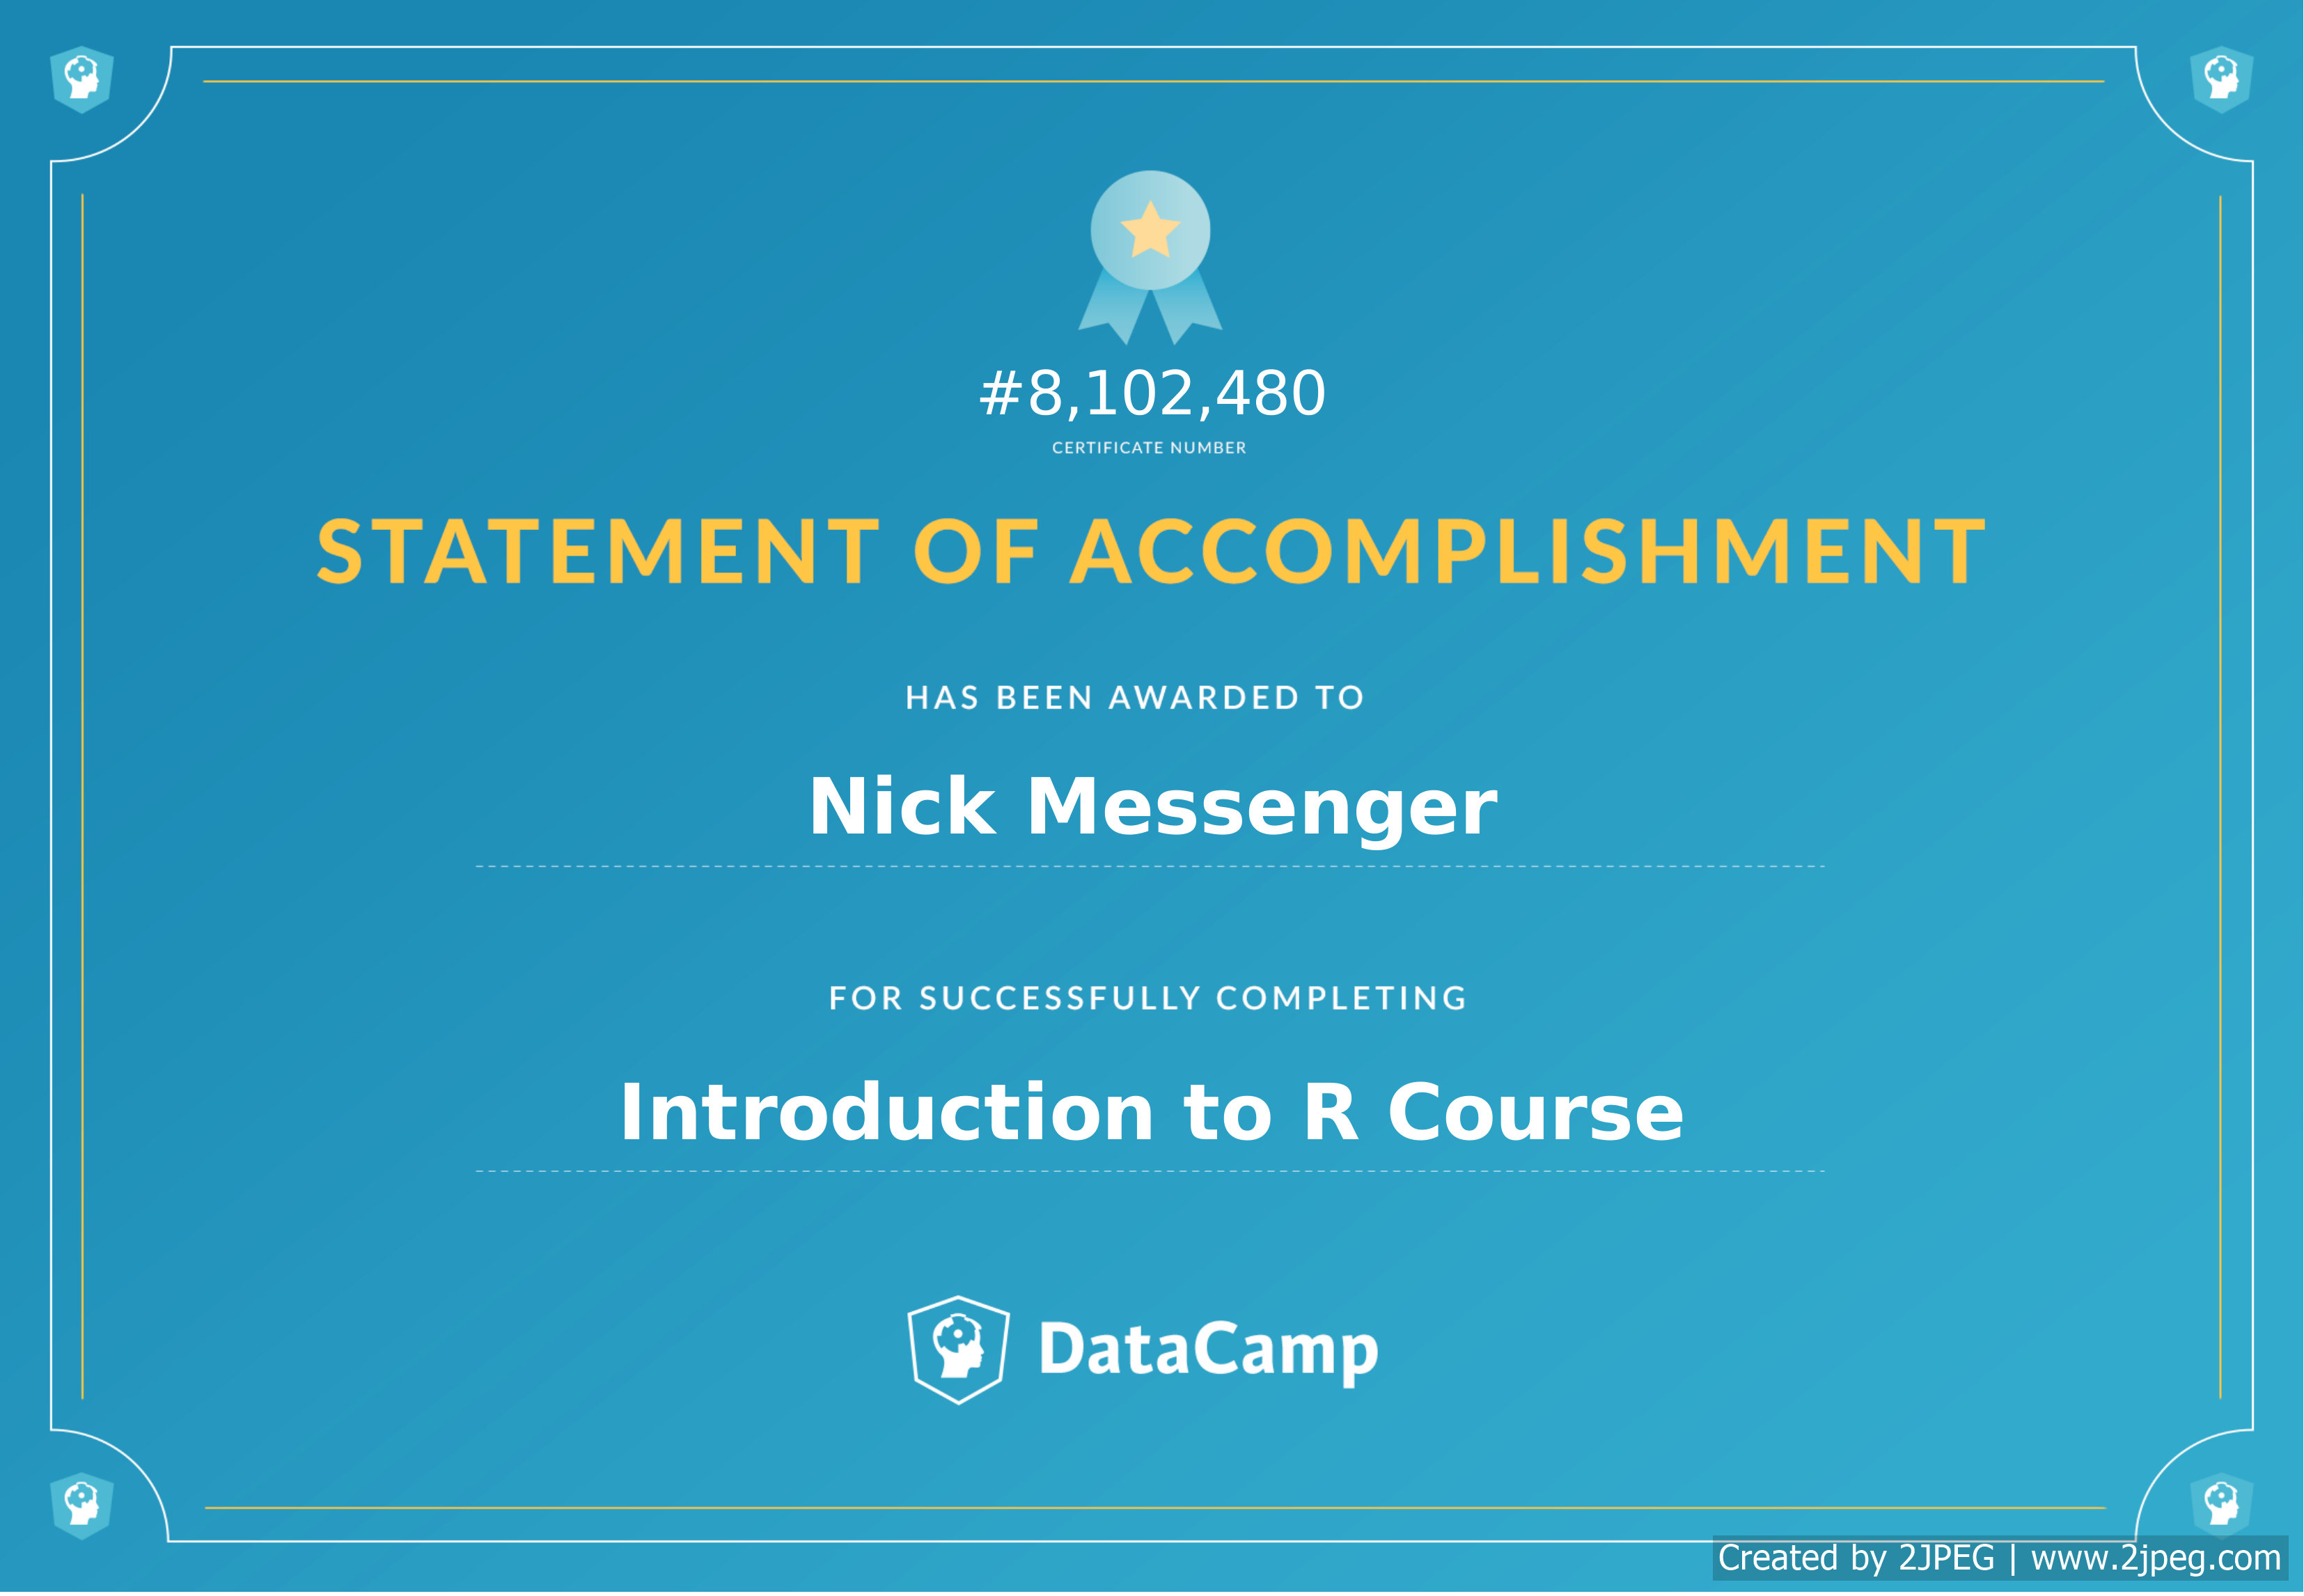 #8,102,480
CERTIFICATE NUMBER
STATEMENT OF ACCOMPLISHMENT
HAS BEEN AWARDED TO
Nick Messenger
FOR SUCCESSFULLY COMPLETING
Introduction to R Course
DataCamp
Created by 2JPEG | www.2jpeg.com